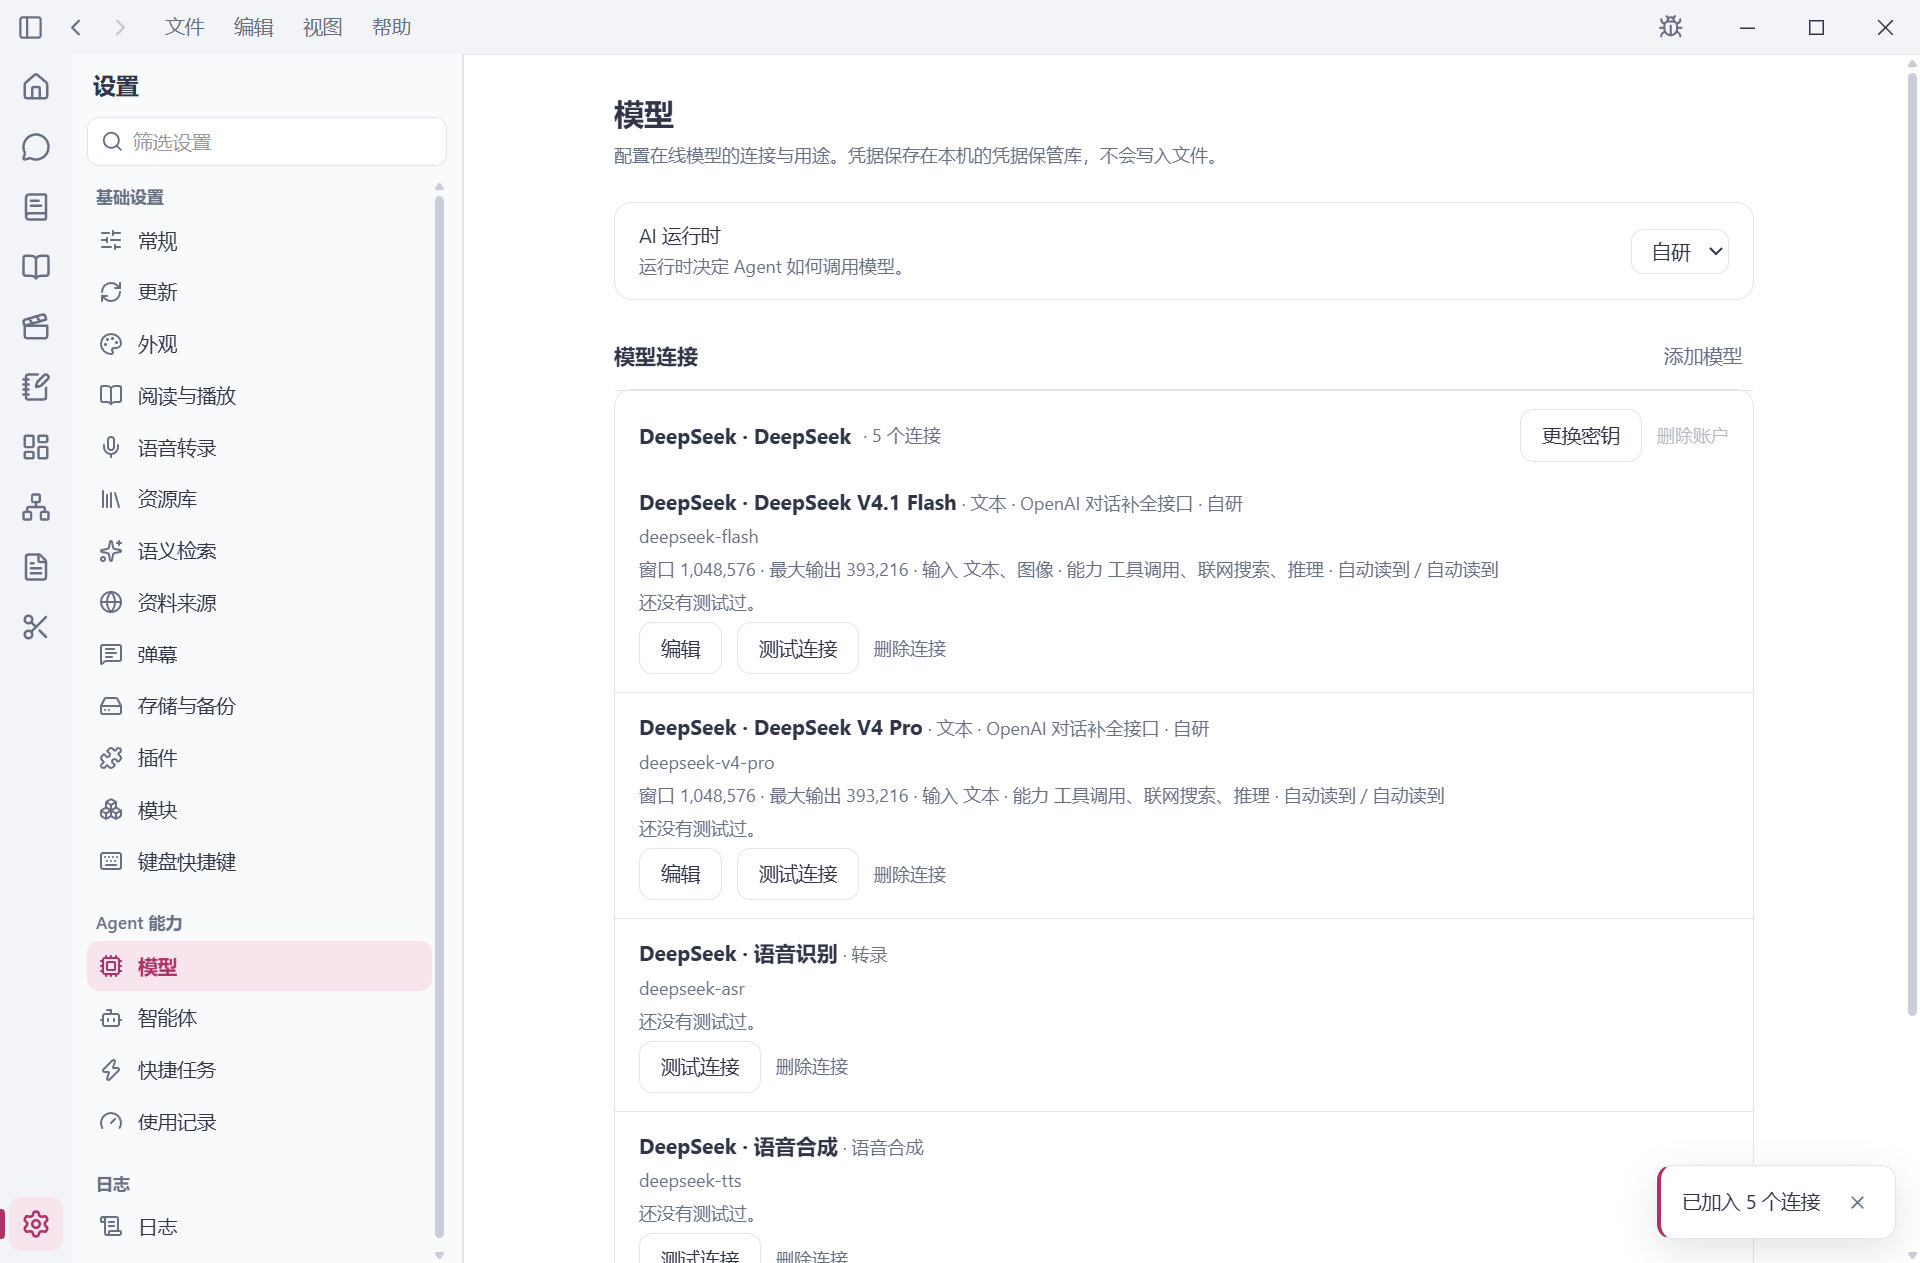 文件 编辑 视图 帮助
设置
筛选设置
基础设置
常规
更新
外观
阅读与播放
语音转录
资源库
语义检索
资料来源
弹幕
存储与备份
插件
模块
键盘快捷键
Agent 能力
模型
智能体
快捷任务
使用记录
日志
日志
模型
配置在线模型的连接与用途。凭据保存在本机的凭据保管库，不会写入文件。
AI 运行时
运行时决定 Agent 如何调用模型。
自研
模型连接
添加模型
DeepSeek · DeepSeek · 5 个连接
更换密钥 删除账户
DeepSeek · DeepSeek V4.1 Flash · 文本 · OpenAI 对话补全接口 · 自研
deepseek-flash
窗口 1,048,576 · 最大输出 393,216 · 输入 文本、图像 · 能力 工具调用、联网搜索、推理 · 自动读到 / 自动读到
还没有测试过。
编辑 测试连接 删除连接
DeepSeek · DeepSeek V4 Pro · 文本 · OpenAI 对话补全接口 · 自研
deepseek-v4-pro
窗口 1,048,576 · 最大输出 393,216 · 输入 文本 · 能力 工具调用、联网搜索、推理 · 自动读到 / 自动读到
还没有测试过。
编辑 测试连接 删除连接
DeepSeek · 语音识别 · 转录
deepseek-asr
还没有测试过。
测试连接 删除连接
DeepSeek · 语音合成 · 语音合成
deepseek-tts
还没有测试过。
测试连接 删除连接
已加入 5 个连接